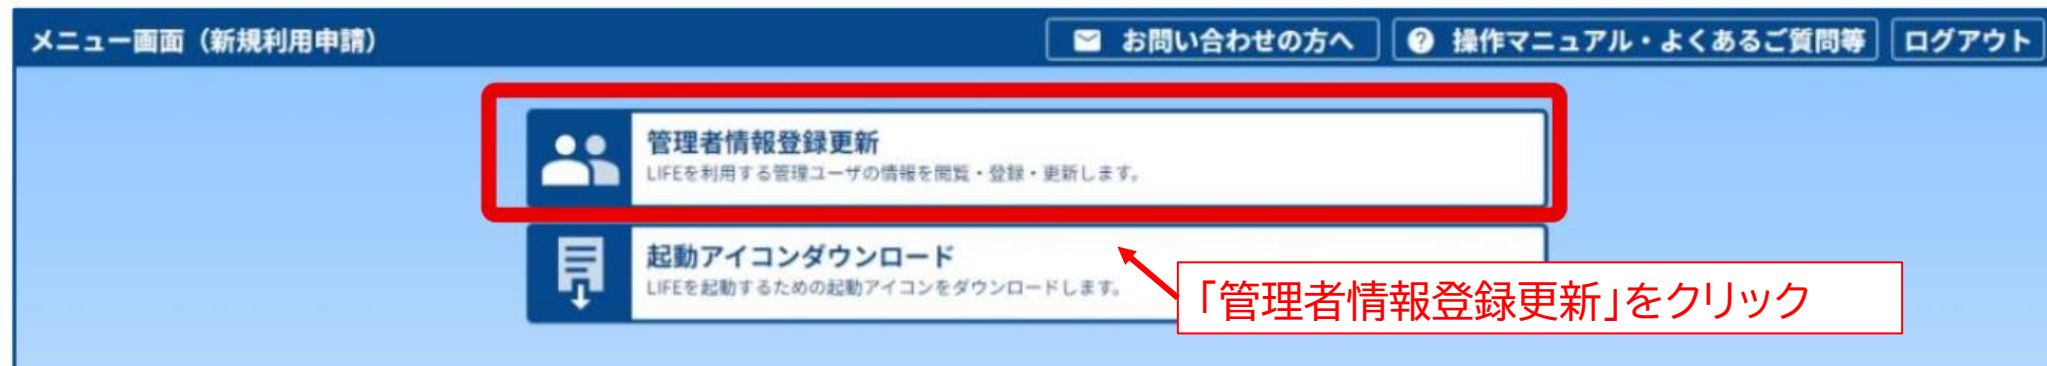 メニュー画面（新規利用申請）
お問い合わせの方へ
操作マニュアル・よくあるご質問等
ログアウト
管理者情報登録更新
LIFEを利用する管理ユーザの情報を閲覧・登録・更新します。
起動アイコンダウンロード
LIFEを起動するための起動アイコンをダウンロードします。
「管理者情報登録更新」をクリック